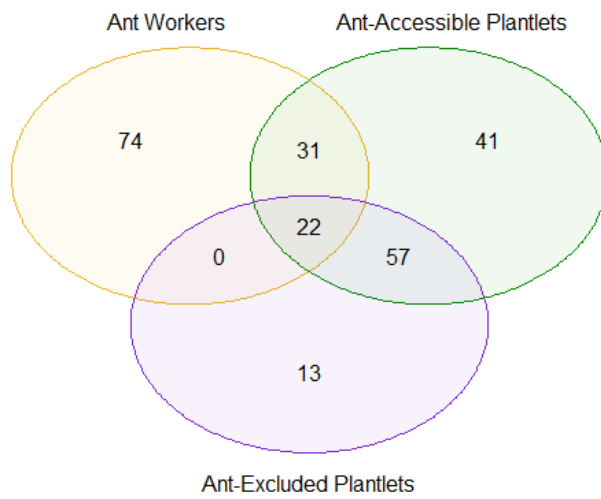 Ant Workers Ant-Accessible Plantlets
74 31 41
22
0 57
13
Ant-Excluded Plantlets